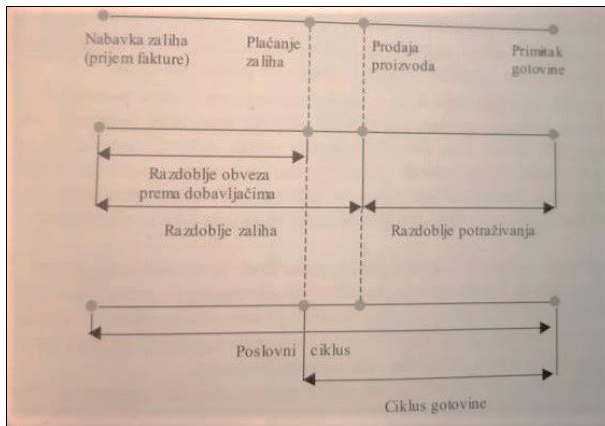 Nabavka zaliha
(prijem fakture)
Plaćanje
zaliha
Prodaja
proizvoda
Primitak
gotovine
Razdoblje obveza
prema dobavljačima
Razdoblje zaliha
Razdoblje potraživanja
Poslovni ciklus
Ciklus gotovine